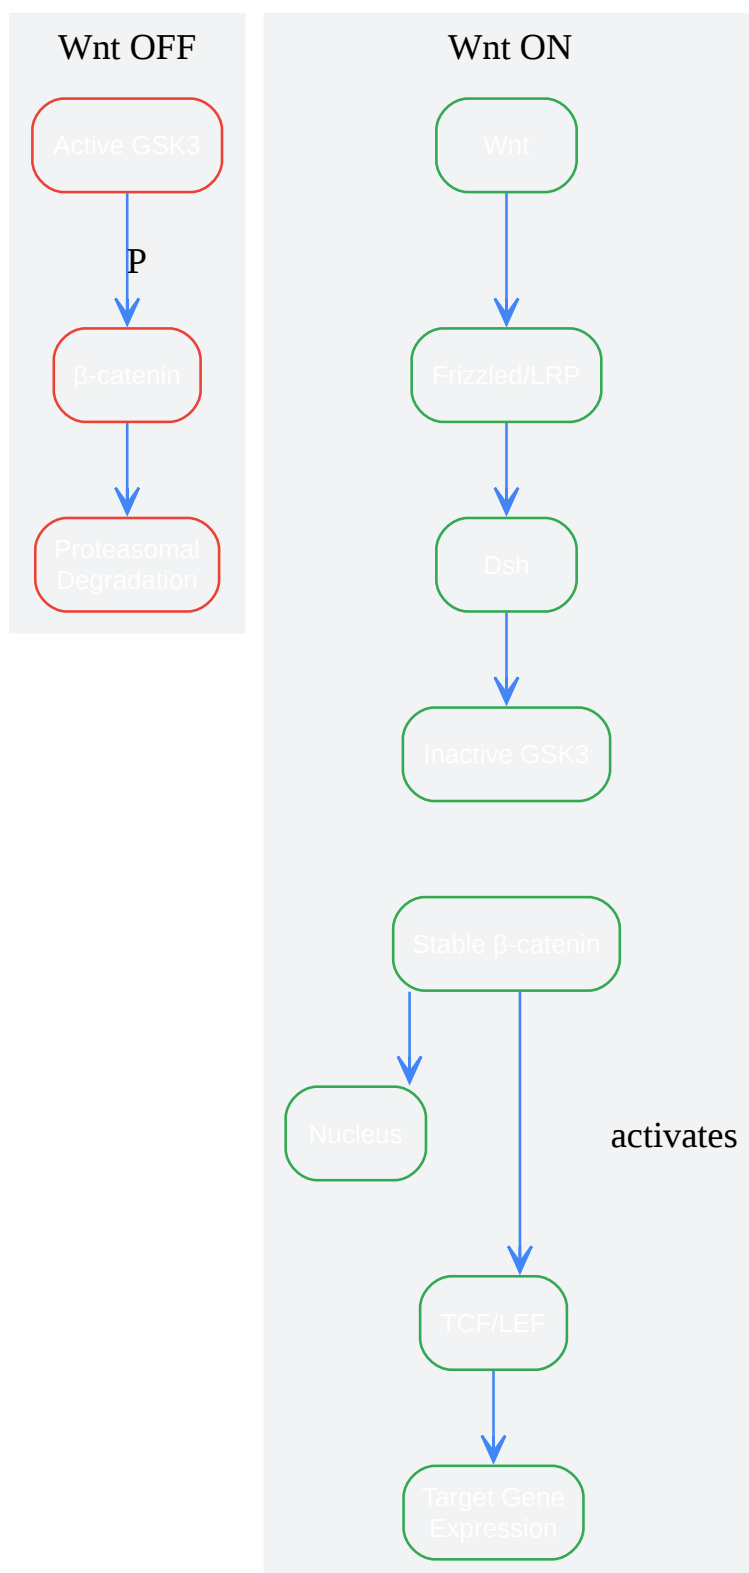 Wnt OFF
Active GSK3
P
β-catenin
Proteasomal
Degradation
Wnt ON
Wnt
Frizzled/LRP
Dsh
Inactive GSK3
Stable β-catenin
Nucleus
activates
TCF/LEF
Target Gene
Expression